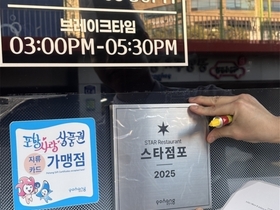 브레이크타임
03:00PM-05:30PM
포항
사랑
상품권
지류
카드
가맹점
STAR Restaurant
스타점포
2025